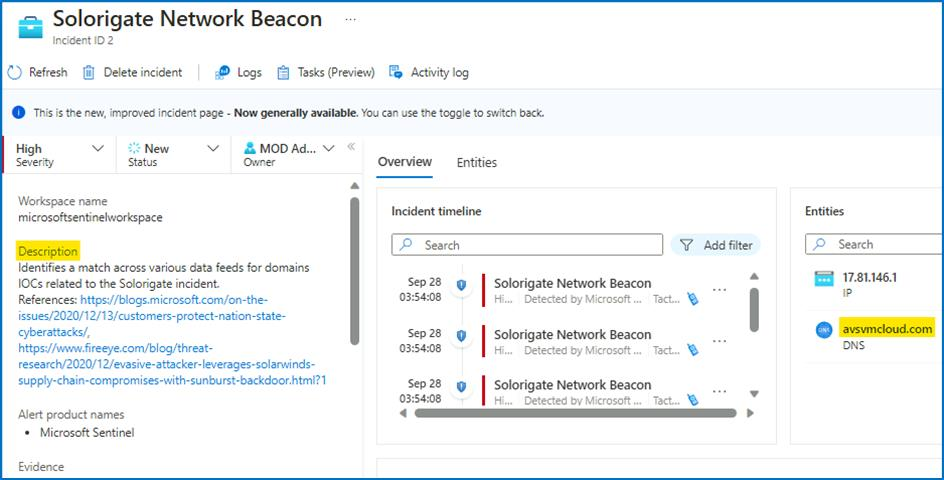 Solorigate Network Beacon ...
Incident ID 2
Refresh Delete incident Logs Tasks (Preview) Activity log
This is the new, improved incident page - Now generally available. You can use the toggle to switch back.
High
Severity
New
Status
MOD Ad...
Owner
Workspace name
microsoftsentinelworkspace
Description
Identifies a match across various data feeds for domains
IOCs related to the Solorigate incident.
References: https://blogs.microsoft.com/on-the-
issues/2020/12/13/customers-protect-nation-state-
cyberattacks/,
https://www.fireeye.com/blog/threat-
research/2020/12/evasive-attacker-leverages-solarwinds-
supply-chain-compromises-with-sunburst-backdoor.html?1
Alert product names
• Microsoft Sentinel
Evidence
Overview Entities
Incident timeline
Search Add filter
Sep 28
03:54:08
Solorigate Network Beacon ...
Hi... Detected by Microsoft ... Tact...
Sep 28
03:54:08
Solorigate Network Beacon ...
Hi... Detected by Microsoft ... Tact...
Sep 28
03:54:08
Solorigate Network Beacon ...
Hi... Detected by Microsoft ... Tact...
Entities
Search
17.81.146.1
IP
DNS avsvmcloud.com
DNS